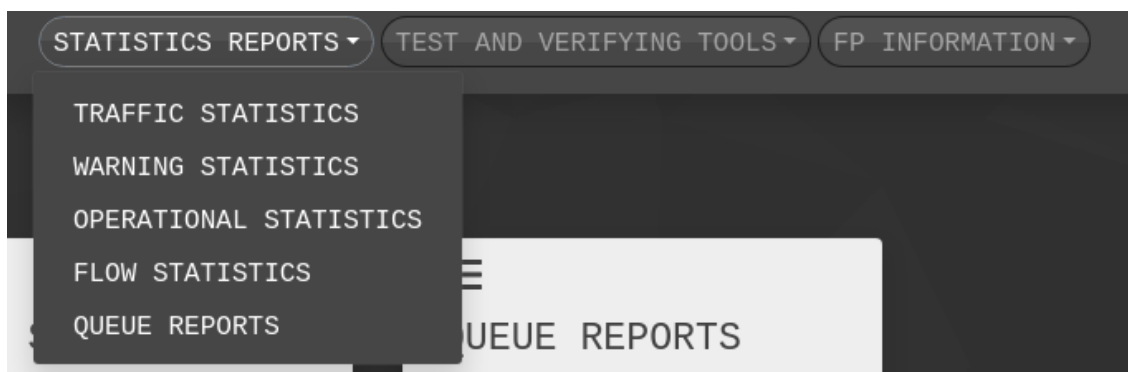 STATISTICS REPORTS TEST AND VERIFYING TOOLS FP INFORMATION
TRAFFIC STATISTICS
WARNING STATISTICS
OPERATIONAL STATISTICS
FLOW STATISTICS
QUEUE REPORTS
QUEUE REPORTS